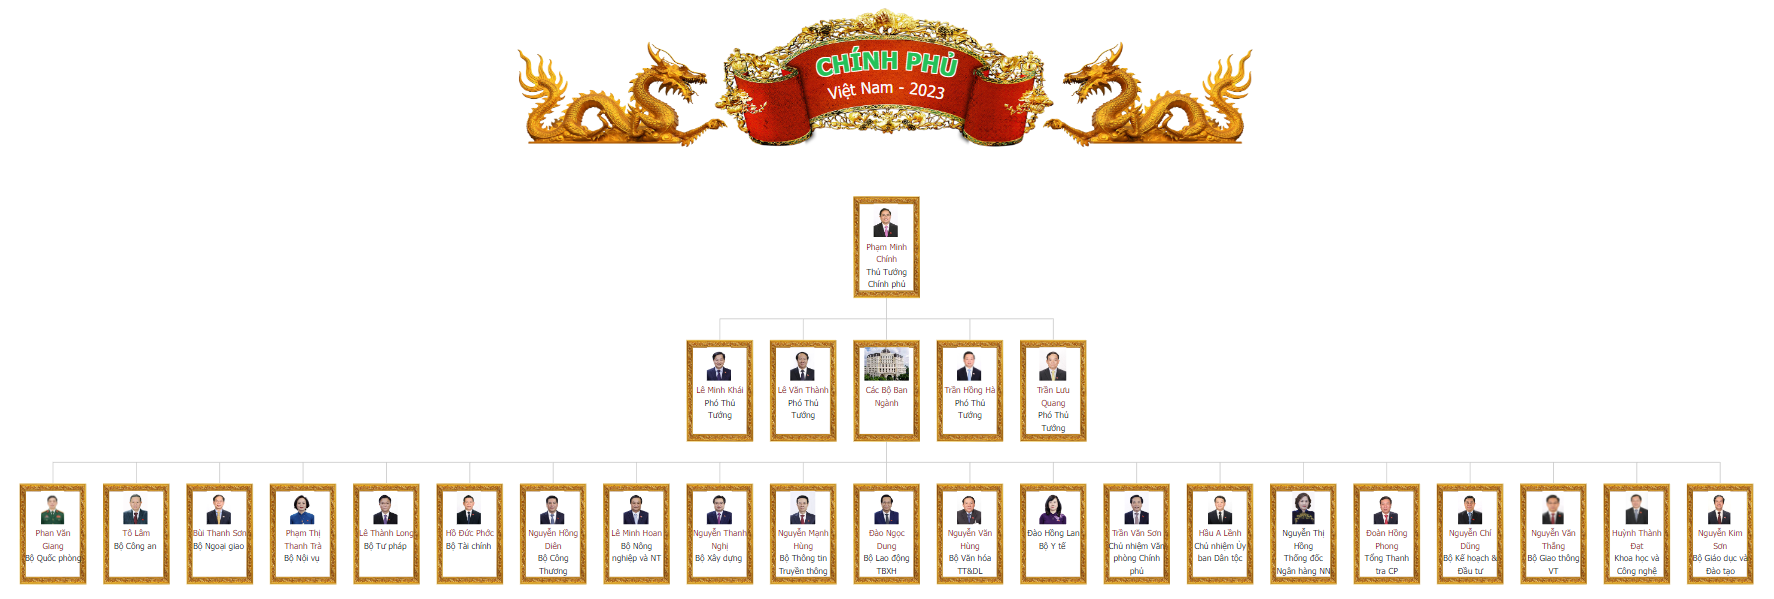 CHÍNH PHỦ
Việt Nam - 2023
Phạm Minh
Chính
Thủ Tướng
Chính phủ
Lê Minh Khái
Phó Thủ
Tướng
Lê Văn Thành
Phó Thủ
Tướng
Các Bộ Ban
Ngành
Trần Hồng Hà
Phó Thủ
Tướng
Trần Lưu
Quang
Phó Thủ
Tướng
Phan Văn
Giang
Bộ Quốc phòng
Tô Lâm
Bộ Công an
Bùi Thanh Sơn
Bộ Ngoại giao
Phạm Thị
Thanh Trà
Bộ Nội vụ
Lê Thành Long
Bộ Tư pháp
Hồ Đức Phớc
Bộ Tài chính
Nguyễn Hồng
Diên
Bộ Công
Thương
Lê Minh Hoan
Bộ Nông
nghiệp và NT
Nguyễn Thanh
Nghị
Bộ Xây dựng
Nguyễn Mạnh
Hùng
Bộ Thông tin
Truyền thông
Đào Ngọc
Dung
Bộ Lao động
TBXH
Nguyễn Văn
Hùng
Bộ Văn hóa
TT&DL
Đào Hồng Lan
Bộ Y tế
Trần Văn Sơn
Chủ nhiệm Văn
phòng Chính
phủ
Hầu A Lềnh
Chủ nhiệm Ủy
ban Dân tộc
Nguyễn Thị
Hồng
Thống đốc
Ngân hàng NN
Đoàn Hồng
Phong
Tổng Thanh
tra CP
Nguyễn Chí
Dũng
Bộ Kế hoạch &
Đầu tư
Nguyễn Văn
Thắng
Bộ Giao thông
VT
Huỳnh Thành
Đạt
Khoa học và
Công nghệ
Nguyễn Kim
Sơn
Bộ Giáo dục và
Đào tạo